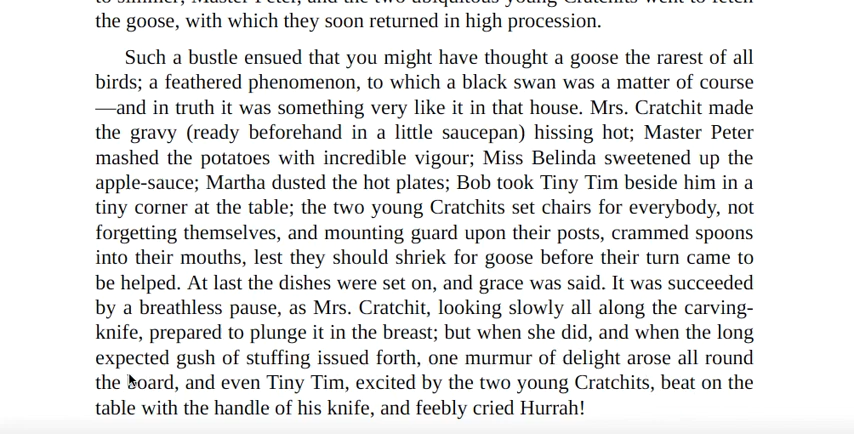 the goose, with which they soon returned in high procession.
Such a bustle ensued that you might have thought a goose the rarest of all
birds; a feathered phenomenon, to which a black swan was a matter of course
—and in truth it was something very like it in that house. Mrs. Cratchit made
the gravy (ready beforehand in a little saucepan) hissing hot; Master Peter
mashed the potatoes with incredible vigour; Miss Belinda sweetened up the
apple-sauce; Martha dusted the hot plates; Bob took Tiny Tim beside him in a
tiny corner at the table; the two young Cratchits set chairs for everybody, not
forgetting themselves, and mounting guard upon their posts, crammed spoons
into their mouths, lest they should shriek for goose before their turn came to
be helped. At last the dishes were set on, and grace was said. It was succeeded
by a breathless pause, as Mrs. Cratchit, looking slowly all along the carving-
knife, prepared to plunge it in the breast; but when she did, and when the long
expected gush of stuffing issued forth, one murmur of delight arose all round
the board, and even Tiny Tim, excited by the two young Cratchits, beat on the
table with the handle of his knife, and feebly cried Hurrah!